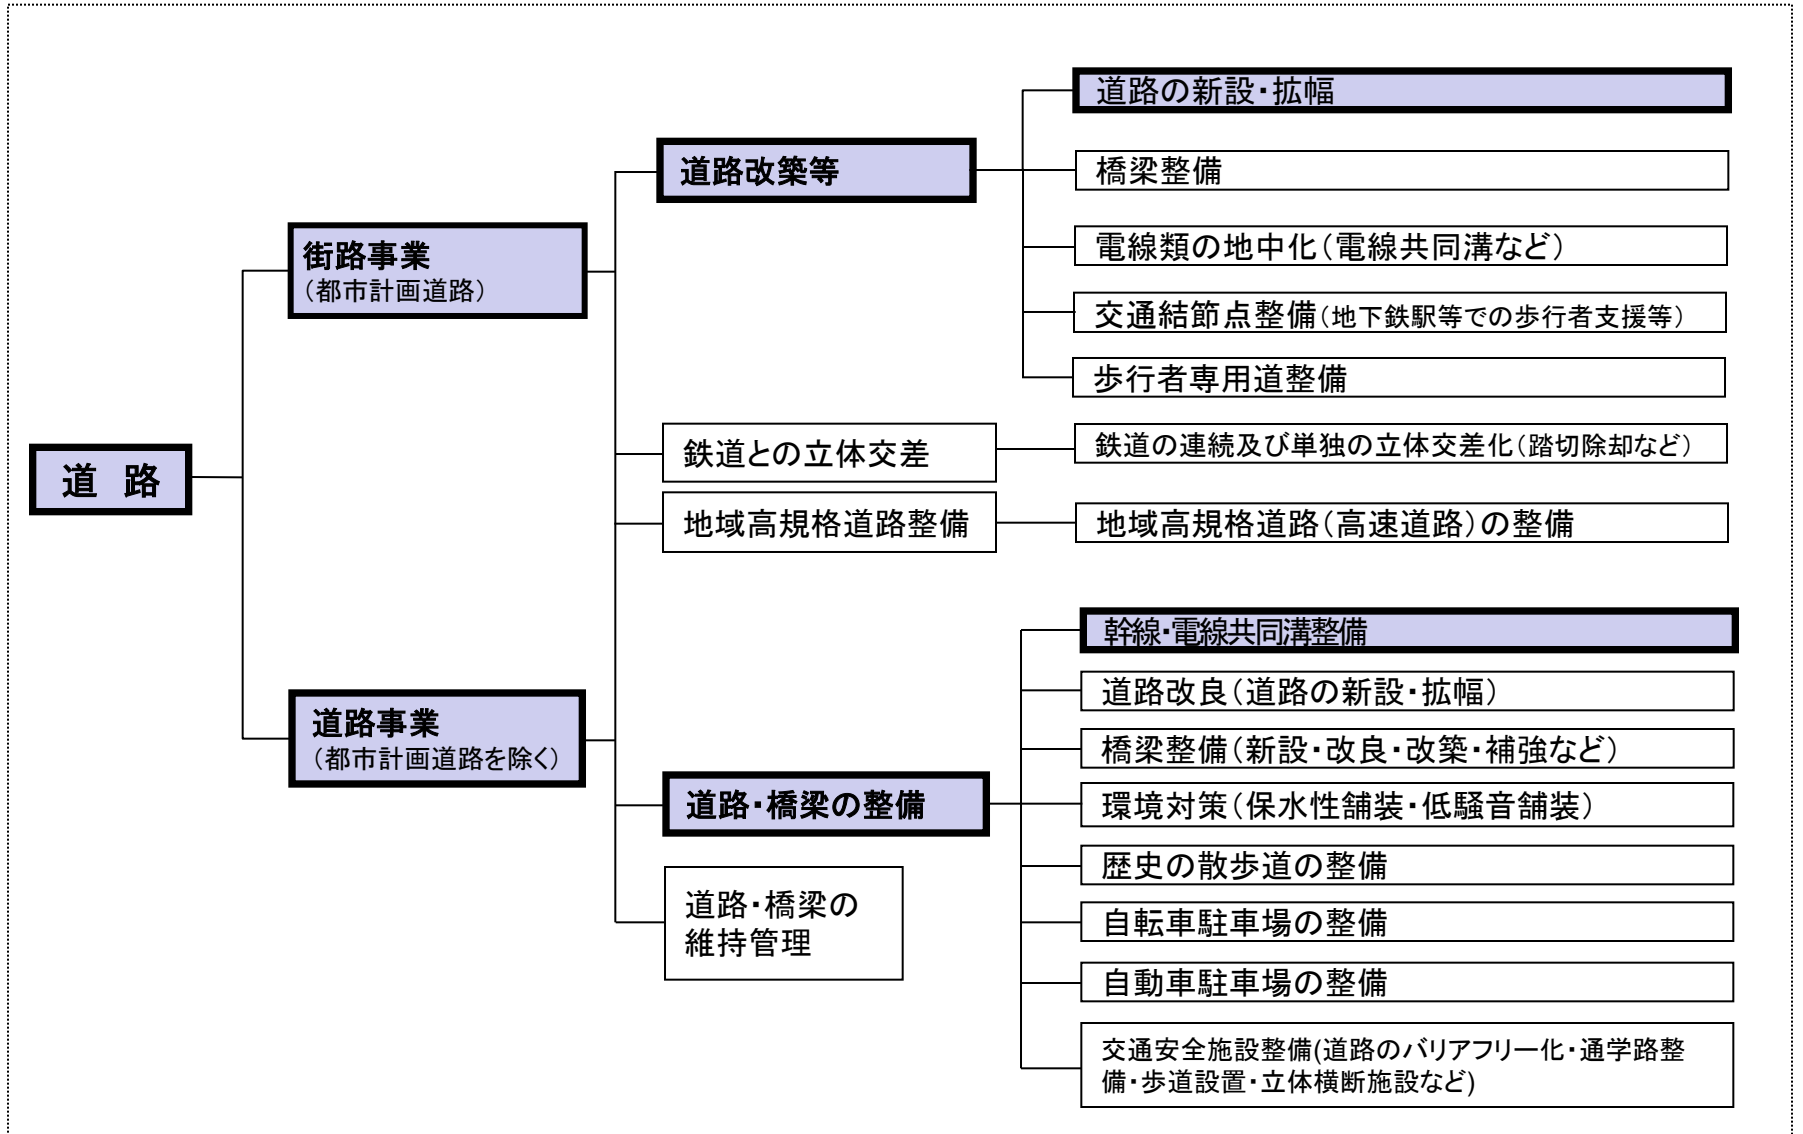 道　路
街路事業
（都市計画道路）
道路事業
（都市計画道路を除く）
道路改築等
鉄道との立体交差
地域高規格道路整備
道路・橋梁の整備
道路・橋梁の
維持管理
道路の新設・拡幅
橋梁整備
電線類の地中化（電線共同溝など）
交通結節点整備（地下鉄駅等での歩行者支援等）
歩行者専用道整備
鉄道の連続及び単独の立体交差化（踏切除却など）
地域高規格道路（高速道路）の整備
幹線・電線共同溝整備
道路改良（道路の新設・拡幅）
橋梁整備（新設・改良・改築・補強など）
環境対策（保水性舗装・低騒音舗装）
歴史の散歩道の整備
自転車駐車場の整備
自動車駐車場の整備
交通安全施設整備(道路のバリアフリー化・通学路整
備・歩道設置・立体横断施設など)